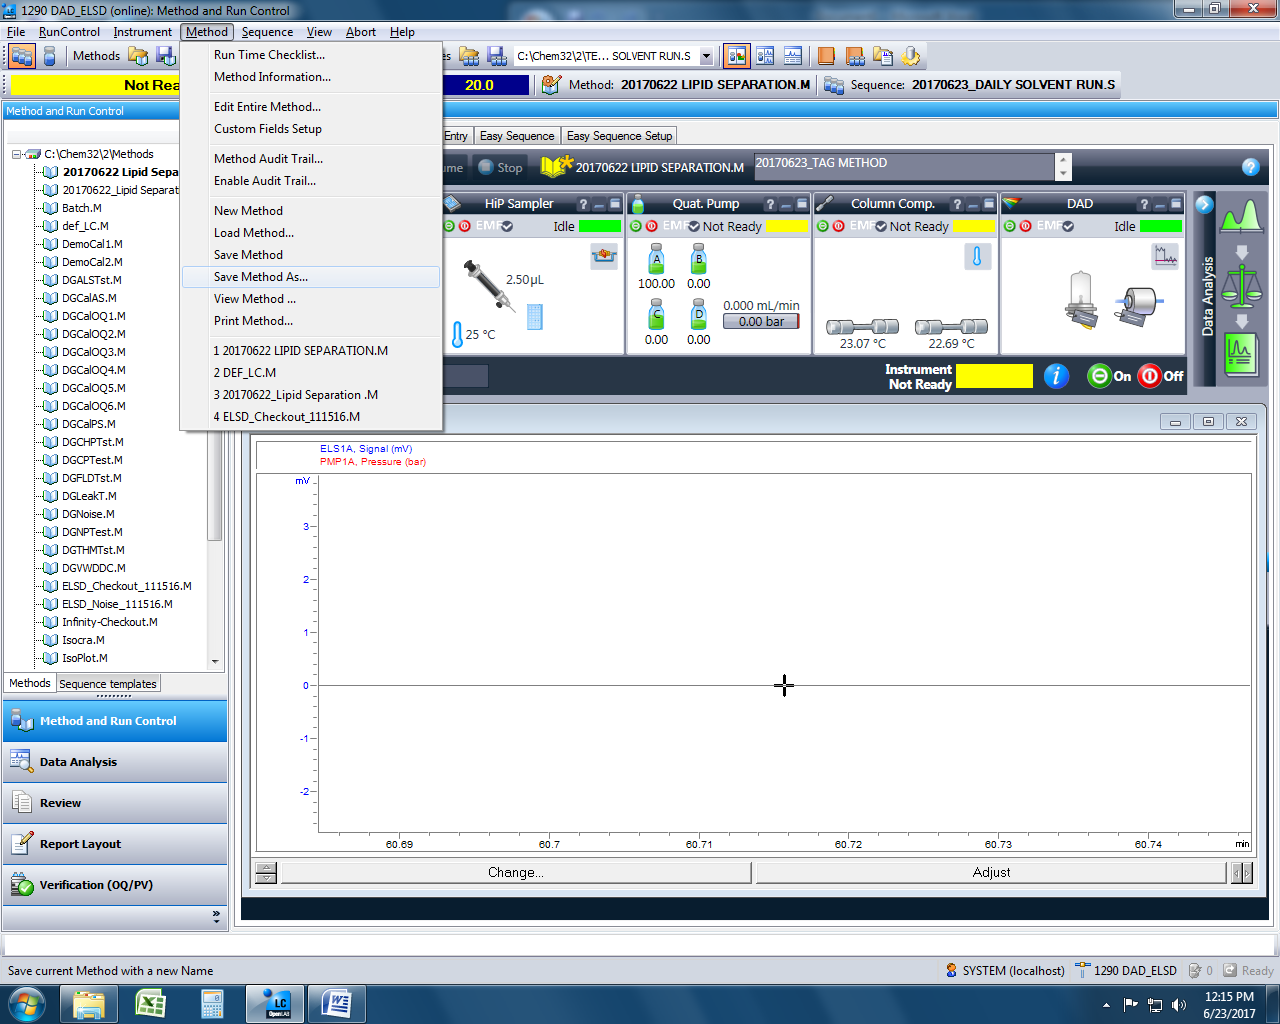 1290 DAD_ELSD (online): Method and Run Control
File RunControl Instrument Method Sequence View Abort Help
Methods
C:\Chem32\2\TE... SOLVENT RUN.S
Not Rea
20.0
Method: 20170622 LIPID SEPARATION.M
Sequence: 20170623_DAILY SOLVENT RUN.S
Method and Run Control
Run Time Checklist...
Method Information...
Edit Entire Method...
Custom Fields Setup
Method Audit Trail...
Enable Audit Trail...
New Method
Load Method...
Save Method
Save Method As...
View Method ...
Print Method...
1 20170622 LIPID SEPARATION.M
2 DEF_LC.M
3 20170622_Lipid Separation .M
4 ELSD_Checkout_111516.M
C:\Chem32\2\Methods
20170622 Lipid Sepa
20170622_Lipid Separat
Batch.M
def_LC.M
DemoCal1.M
DemoCal2.M
DGALSTst.M
DGCalAS.M
DGCalOQ1.M
DGCalOQ2.M
DGCalOQ3.M
DGCalOQ4.M
DGCalOQ5.M
DGCalOQ6.M
DGCalPS.M
DGCHPTst.M
DGCPTest.M
DGFLDTst.M
DGLeakT.M
DGNoise.M
DGNPTest.M
DGTHMTst.M
DGVWDDC.M
ELSD_Checkout_111516.M
ELSD_Noise_111516.M
Infinity-Checkout.M
Isocra.M
IsoPlot.M
Methods Sequence templates
Method and Run Control
Data Analysis
Review
Report Layout
Verification (OQ/PV)
Entry Easy Sequence Easy Sequence Setup
ume Stop 20170622 LIPID SEPARATION.M 20170623_TAG METHOD
HiP Sampler
EMF Idle
2.50µL
25 °C
Quat. Pump
EMF Not Ready
A B
100.00 0.00
C D
0.00 0.00
0.000 mL/min
0.00 bar
Column Comp.
EMF Not Ready
23.07 °C 22.69 °C
DAD
EMF Idle
Data Analysis
Instrument
Not Ready
On Off
ELS1A, Signal (mV)
PMP1A, Pressure (bar)
mV
3
2
1
0
-1
-2
60.69 60.7 60.71 60.72 60.73 60.74 min
Change... Adjust
Save current Method with a new Name
SYSTEM (localhost) 1290 DAD_ELSD 0 Ready
LC
OpenLAB
12:15 PM
6/23/2017